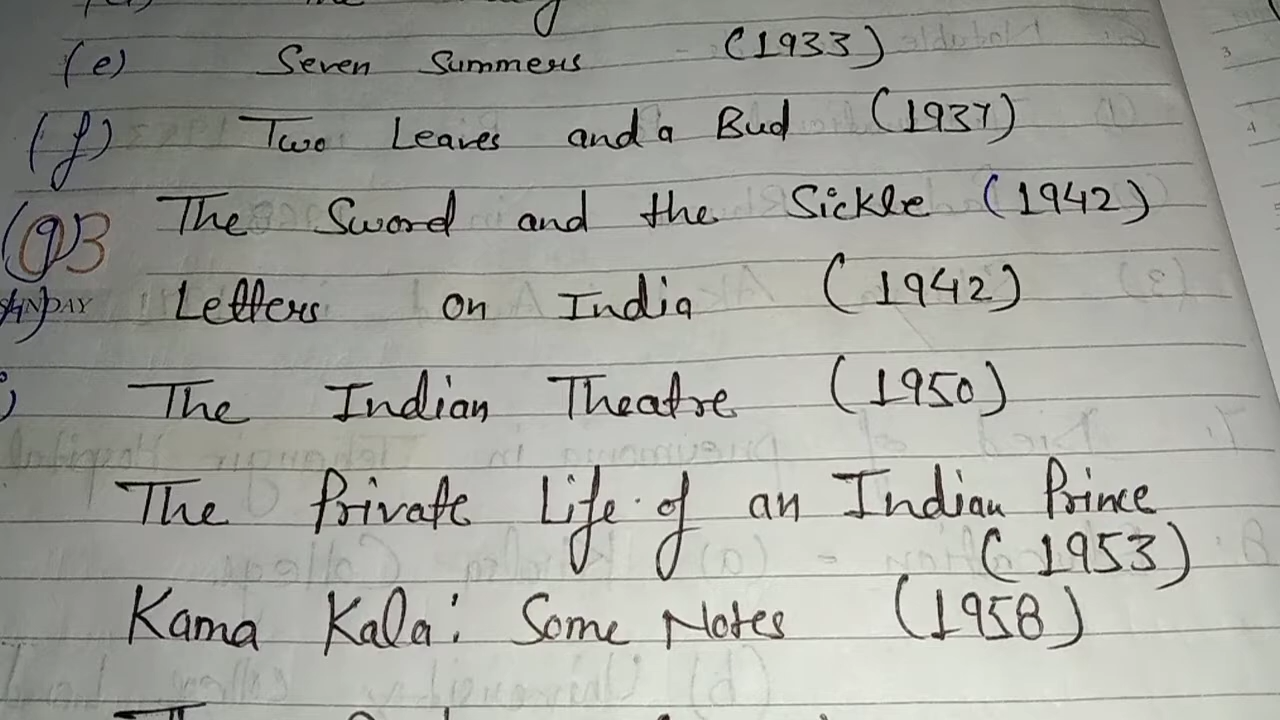 (e) Seven Summers (1933)
(f) Two Leaves and a Bud (1937)
(g) The Sword and the Sickle (1942)
Letters on India (1942)
The Indian Theatre (1950)
The Private Life of an Indian Prince
(1953)
Kama Kala: Some Notes (1958)